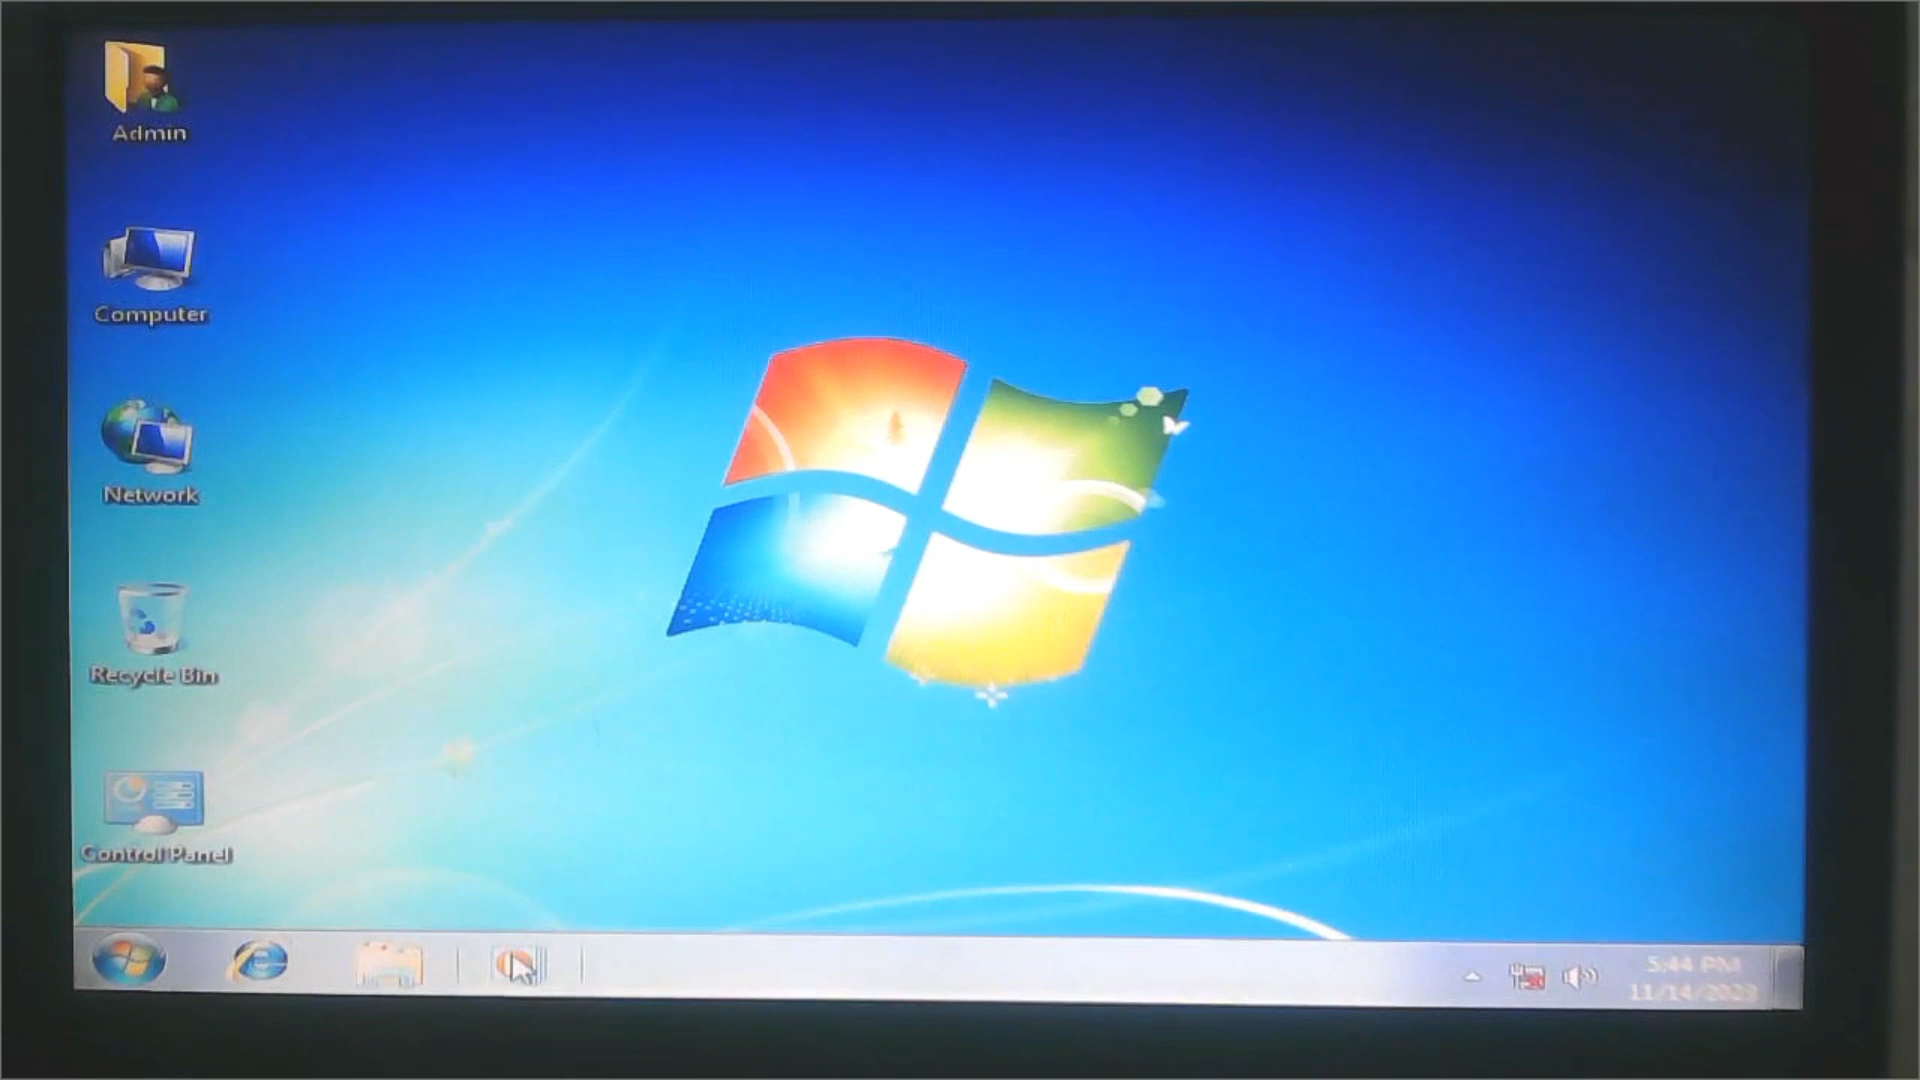 Admin
Computer
Network
Recycle Bin
Control Panel
5:44 PM
11/14/2023